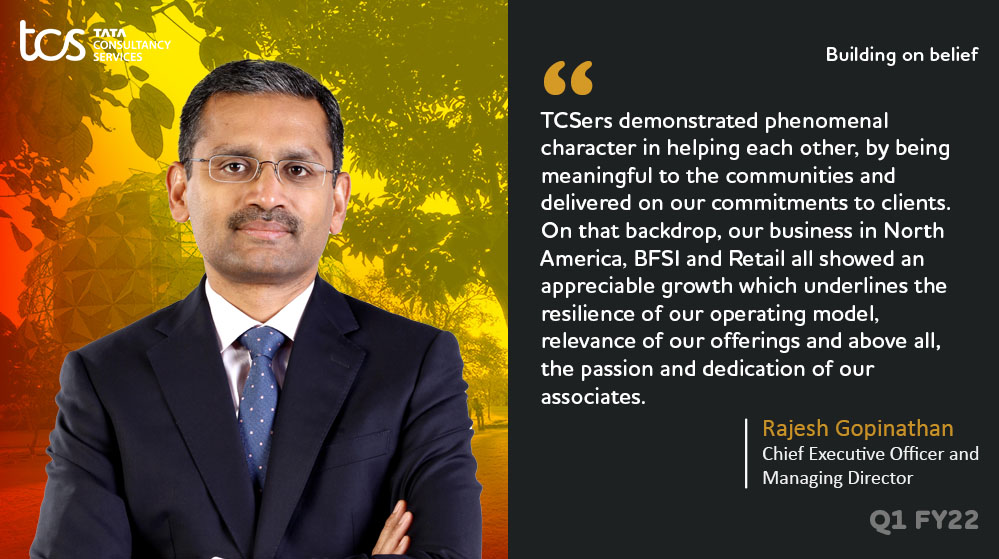 tcs TATA
CONSULTANCY
SERVICES
Building on belief
“
TCSers demonstrated phenomenal
character in helping each other, by being
meaningful to the communities and
delivered on our commitments to clients.
On that backdrop, our business in North
America, BFSI and Retail all showed an
appreciable growth which underlines the
resilience of our operating model,
relevance of our offerings and above all,
the passion and dedication of our
associates.
Rajesh Gopinathan
Chief Executive Officer and
Managing Director
Q1 FY22